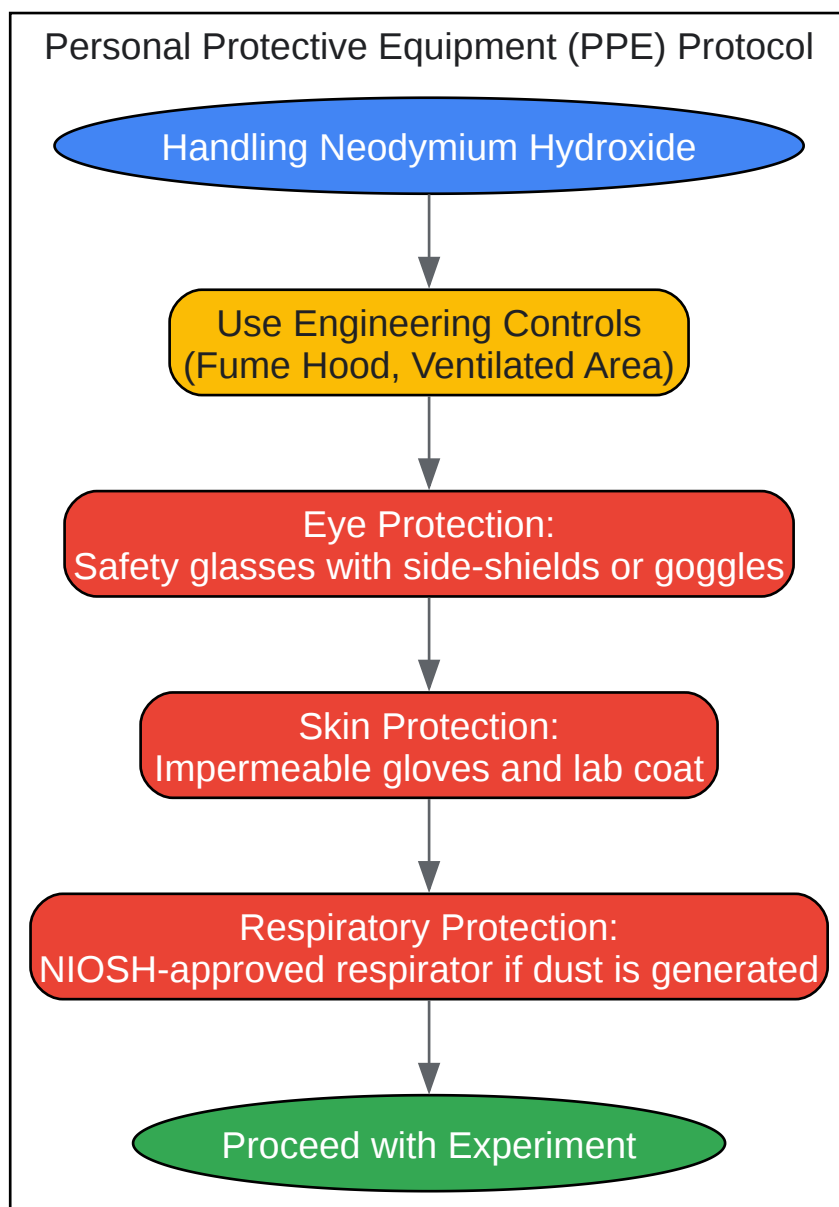 Personal Protective Equipment (PPE) Protocol
Handling Neodymium Hydroxide
Use Engineering Controls
(Fume Hood, Ventilated Area)
Eye Protection:
Safety glasses with side-shields or goggles
Skin Protection:
Impermeable gloves and lab coat
Respiratory Protection:
NIOSH-approved respirator if dust is generated
Proceed with Experiment